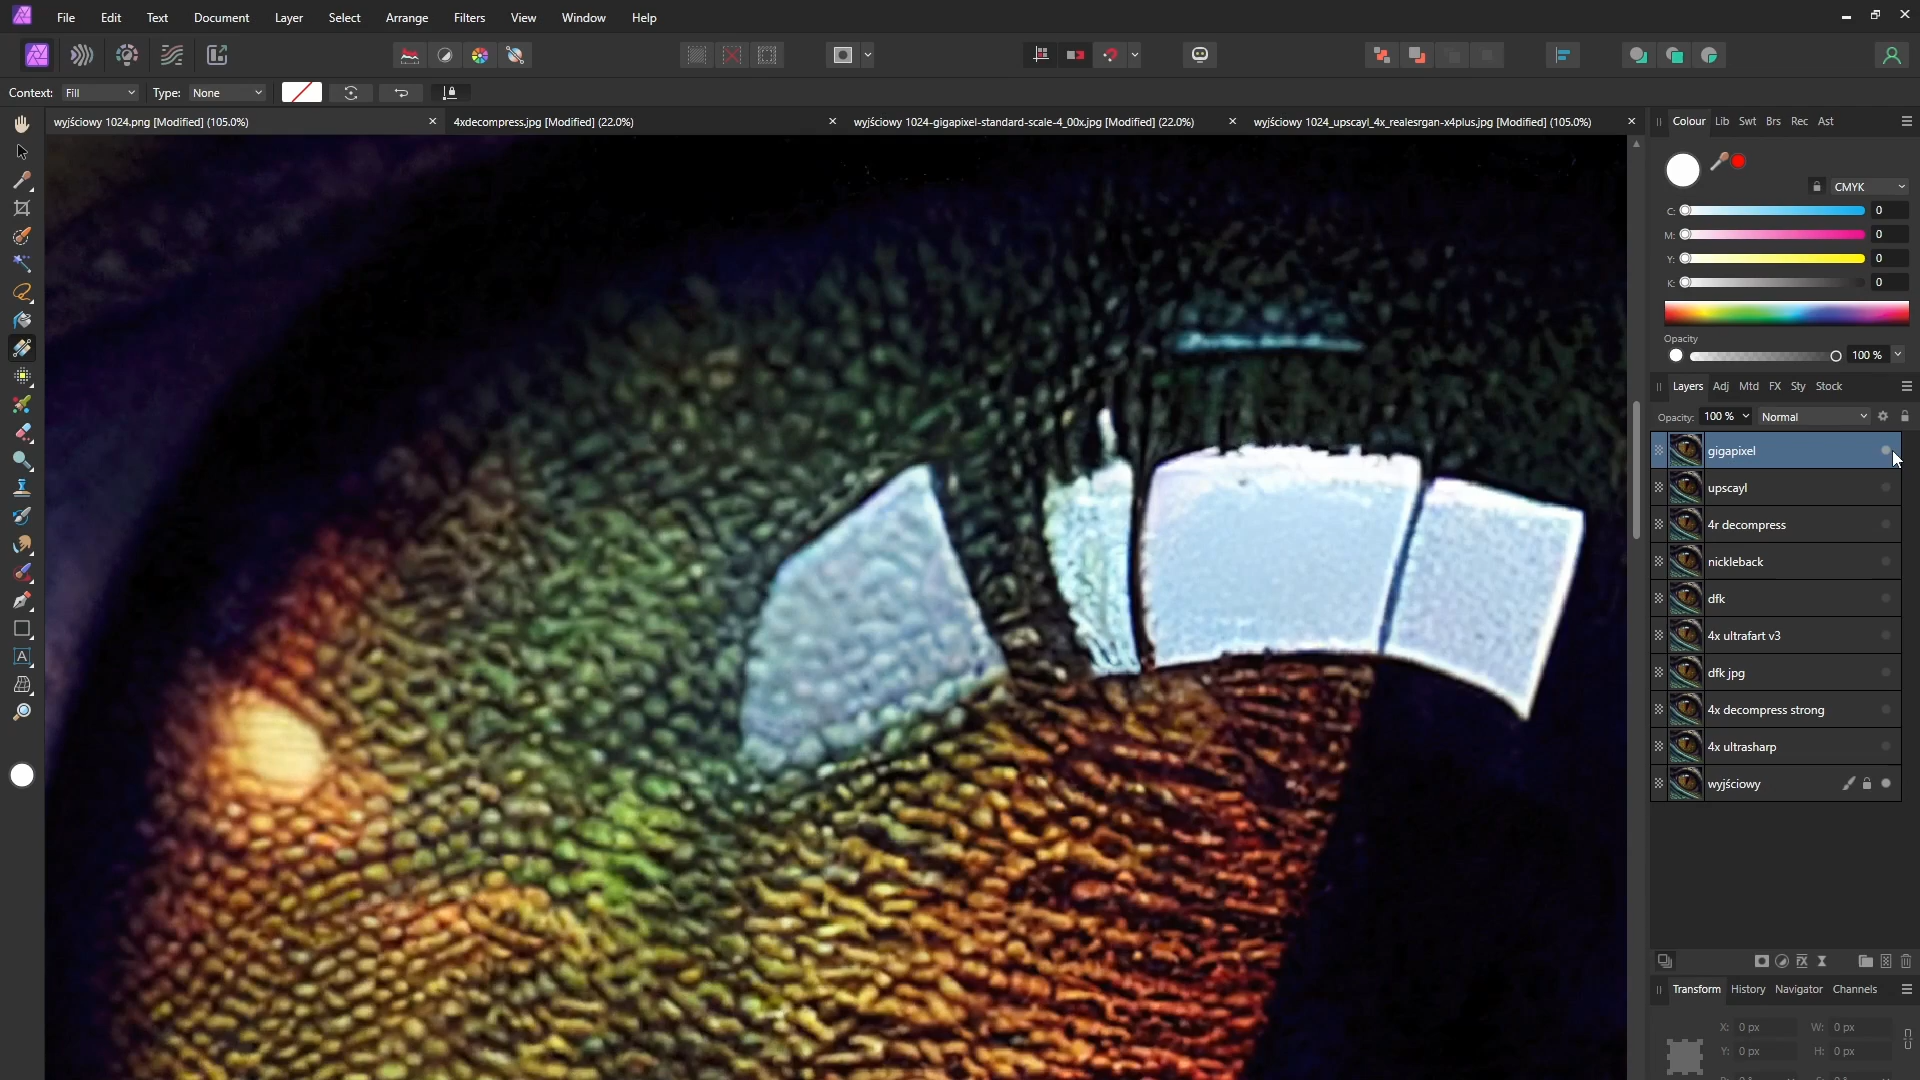 File Edit Text Document Layer Select Arrange Filters View Window Help
Context: Fill Type: None
wyjściowy 1024.png [Modified] (105.0%) 4xdecompress.jpg [Modified] (22.0%) wyjściowy 1024-gigapixel-standard-scale-4_00x.jpg [Modified] (22.0%) wyjściowy 1024_upscayl_4x_realesrgan-x4plus.jpg [Modified] (105.0%)
Colour Lib Swt Brs Rec Ast
CMYK
C: 0
M: 0
Y: 0
K: 0
Opacity
100 %
Layers Adj Mtd FX Sty Stock
Opacity: 100 % Normal
gigapixel
upscayl
4r decompress
nickleback
dfk
4x ultrafart v3
dfk jpg
4x decompress strong
4x ultrasharp
wyjściowy
Transform History Navigator Channels
X: 0 px W: 0 px
Y: 0 px H: 0 px